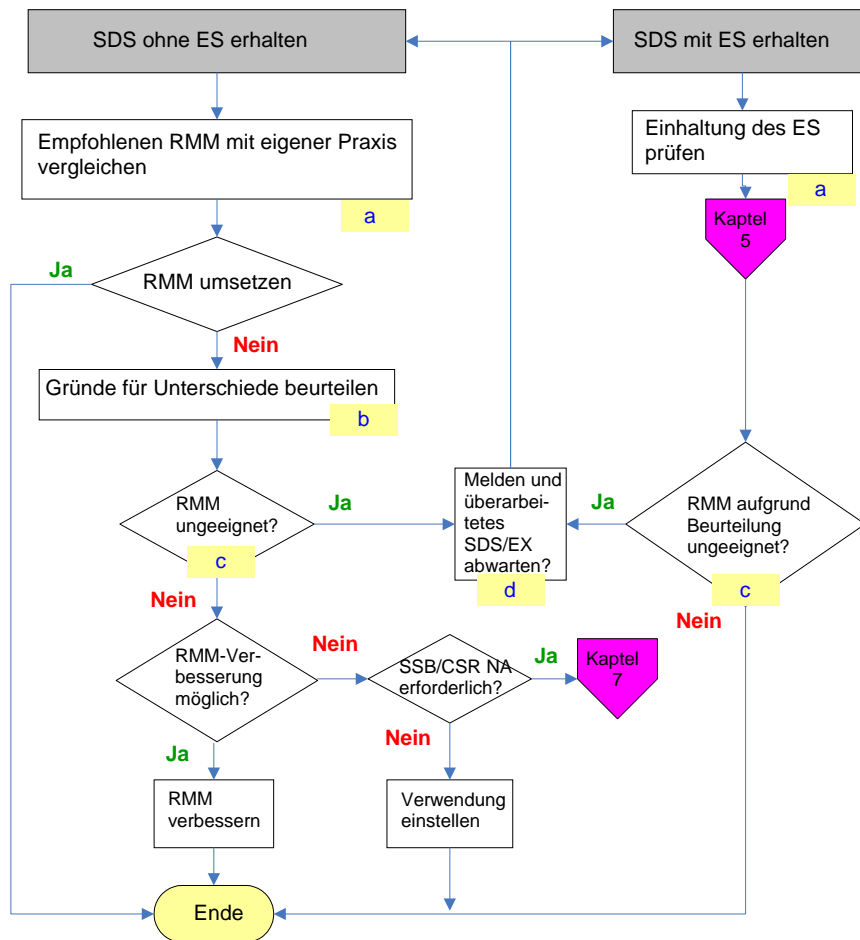 SDS ohne ES erhalten
SDS mit ES erhalten
Empfohlenen RMM mit eigener Praxis
vergleichen
a
Einhaltung des ES
prüfen
a
Kaptel
5
Ja
RMM umsetzen
Nein
Gründe für Unterschiede beurteilen
b
RMM
ungeeignet?
c
Ja
Nein
Melden und
überarbei-
tetes
SDS/EX
abwarten?
d
Ja
RMM aufgrund
Beurteilung
ungeeignet?
c
Nein
RMM-Ver-
besserung
möglich?
Nein
Ja
SSB/CSR NA
erforderlich?
Ja
Nein
Kaptel
7
RMM
verbessern
Verwendung
einstellen
Ende